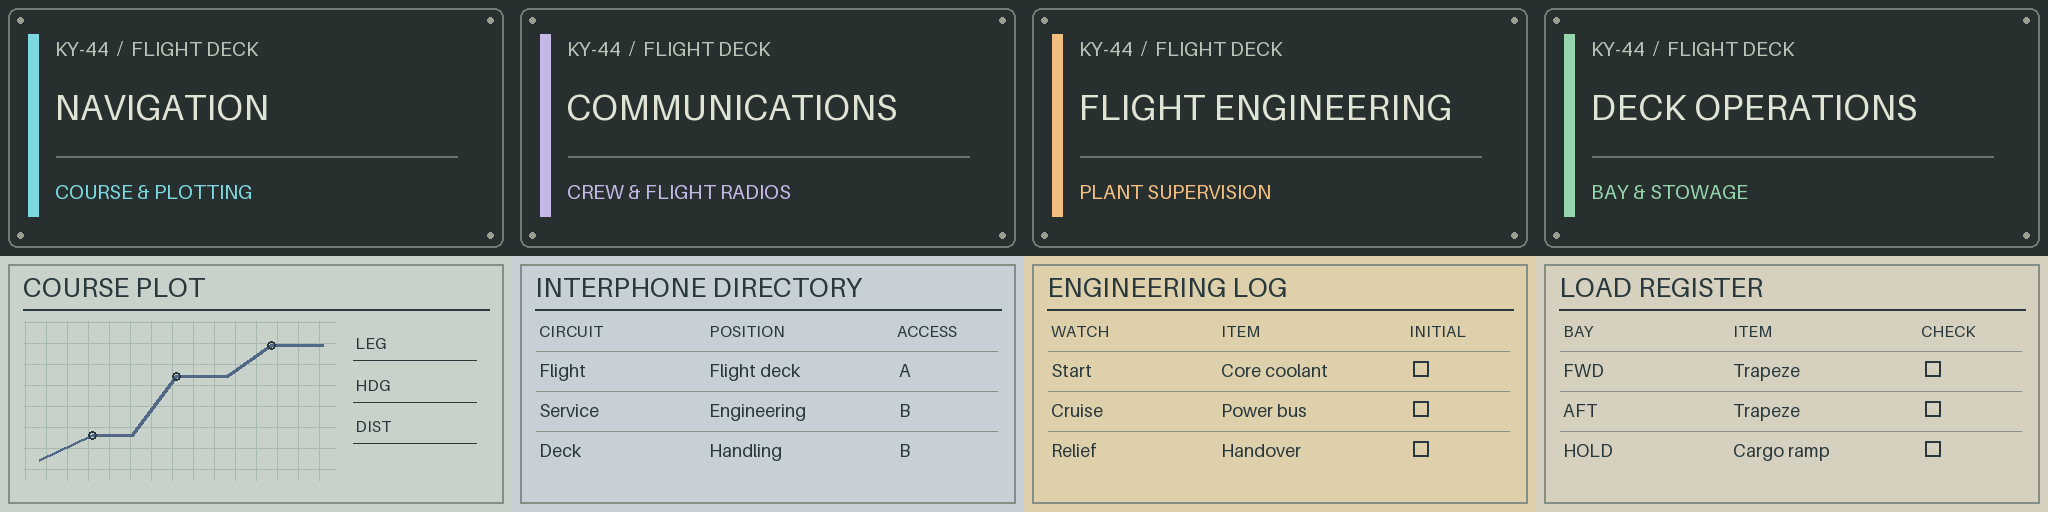 KY-44 / FLIGHT DECK
NAVIGATION
COURSE & PLOTTING
KY-44 / FLIGHT DECK
COMMUNICATIONS
CREW & FLIGHT RADIOS
KY-44 / FLIGHT DECK
FLIGHT ENGINEERING
PLANT SUPERVISION
KY-44 / FLIGHT DECK
DECK OPERATIONS
BAY & STOWAGE
COURSE PLOT
LEG
HDG
DIST
INTERPHONE DIRECTORY
CIRCUIT POSITION ACCESS
Flight Flight deck A
Service Engineering B
Deck Handling B
ENGINEERING LOG
WATCH ITEM INITIAL
Start Core coolant
Cruise Power bus
Relief Handover
LOAD REGISTER
BAY ITEM CHECK
FWD Trapeze
AFT Trapeze
HOLD Cargo ramp